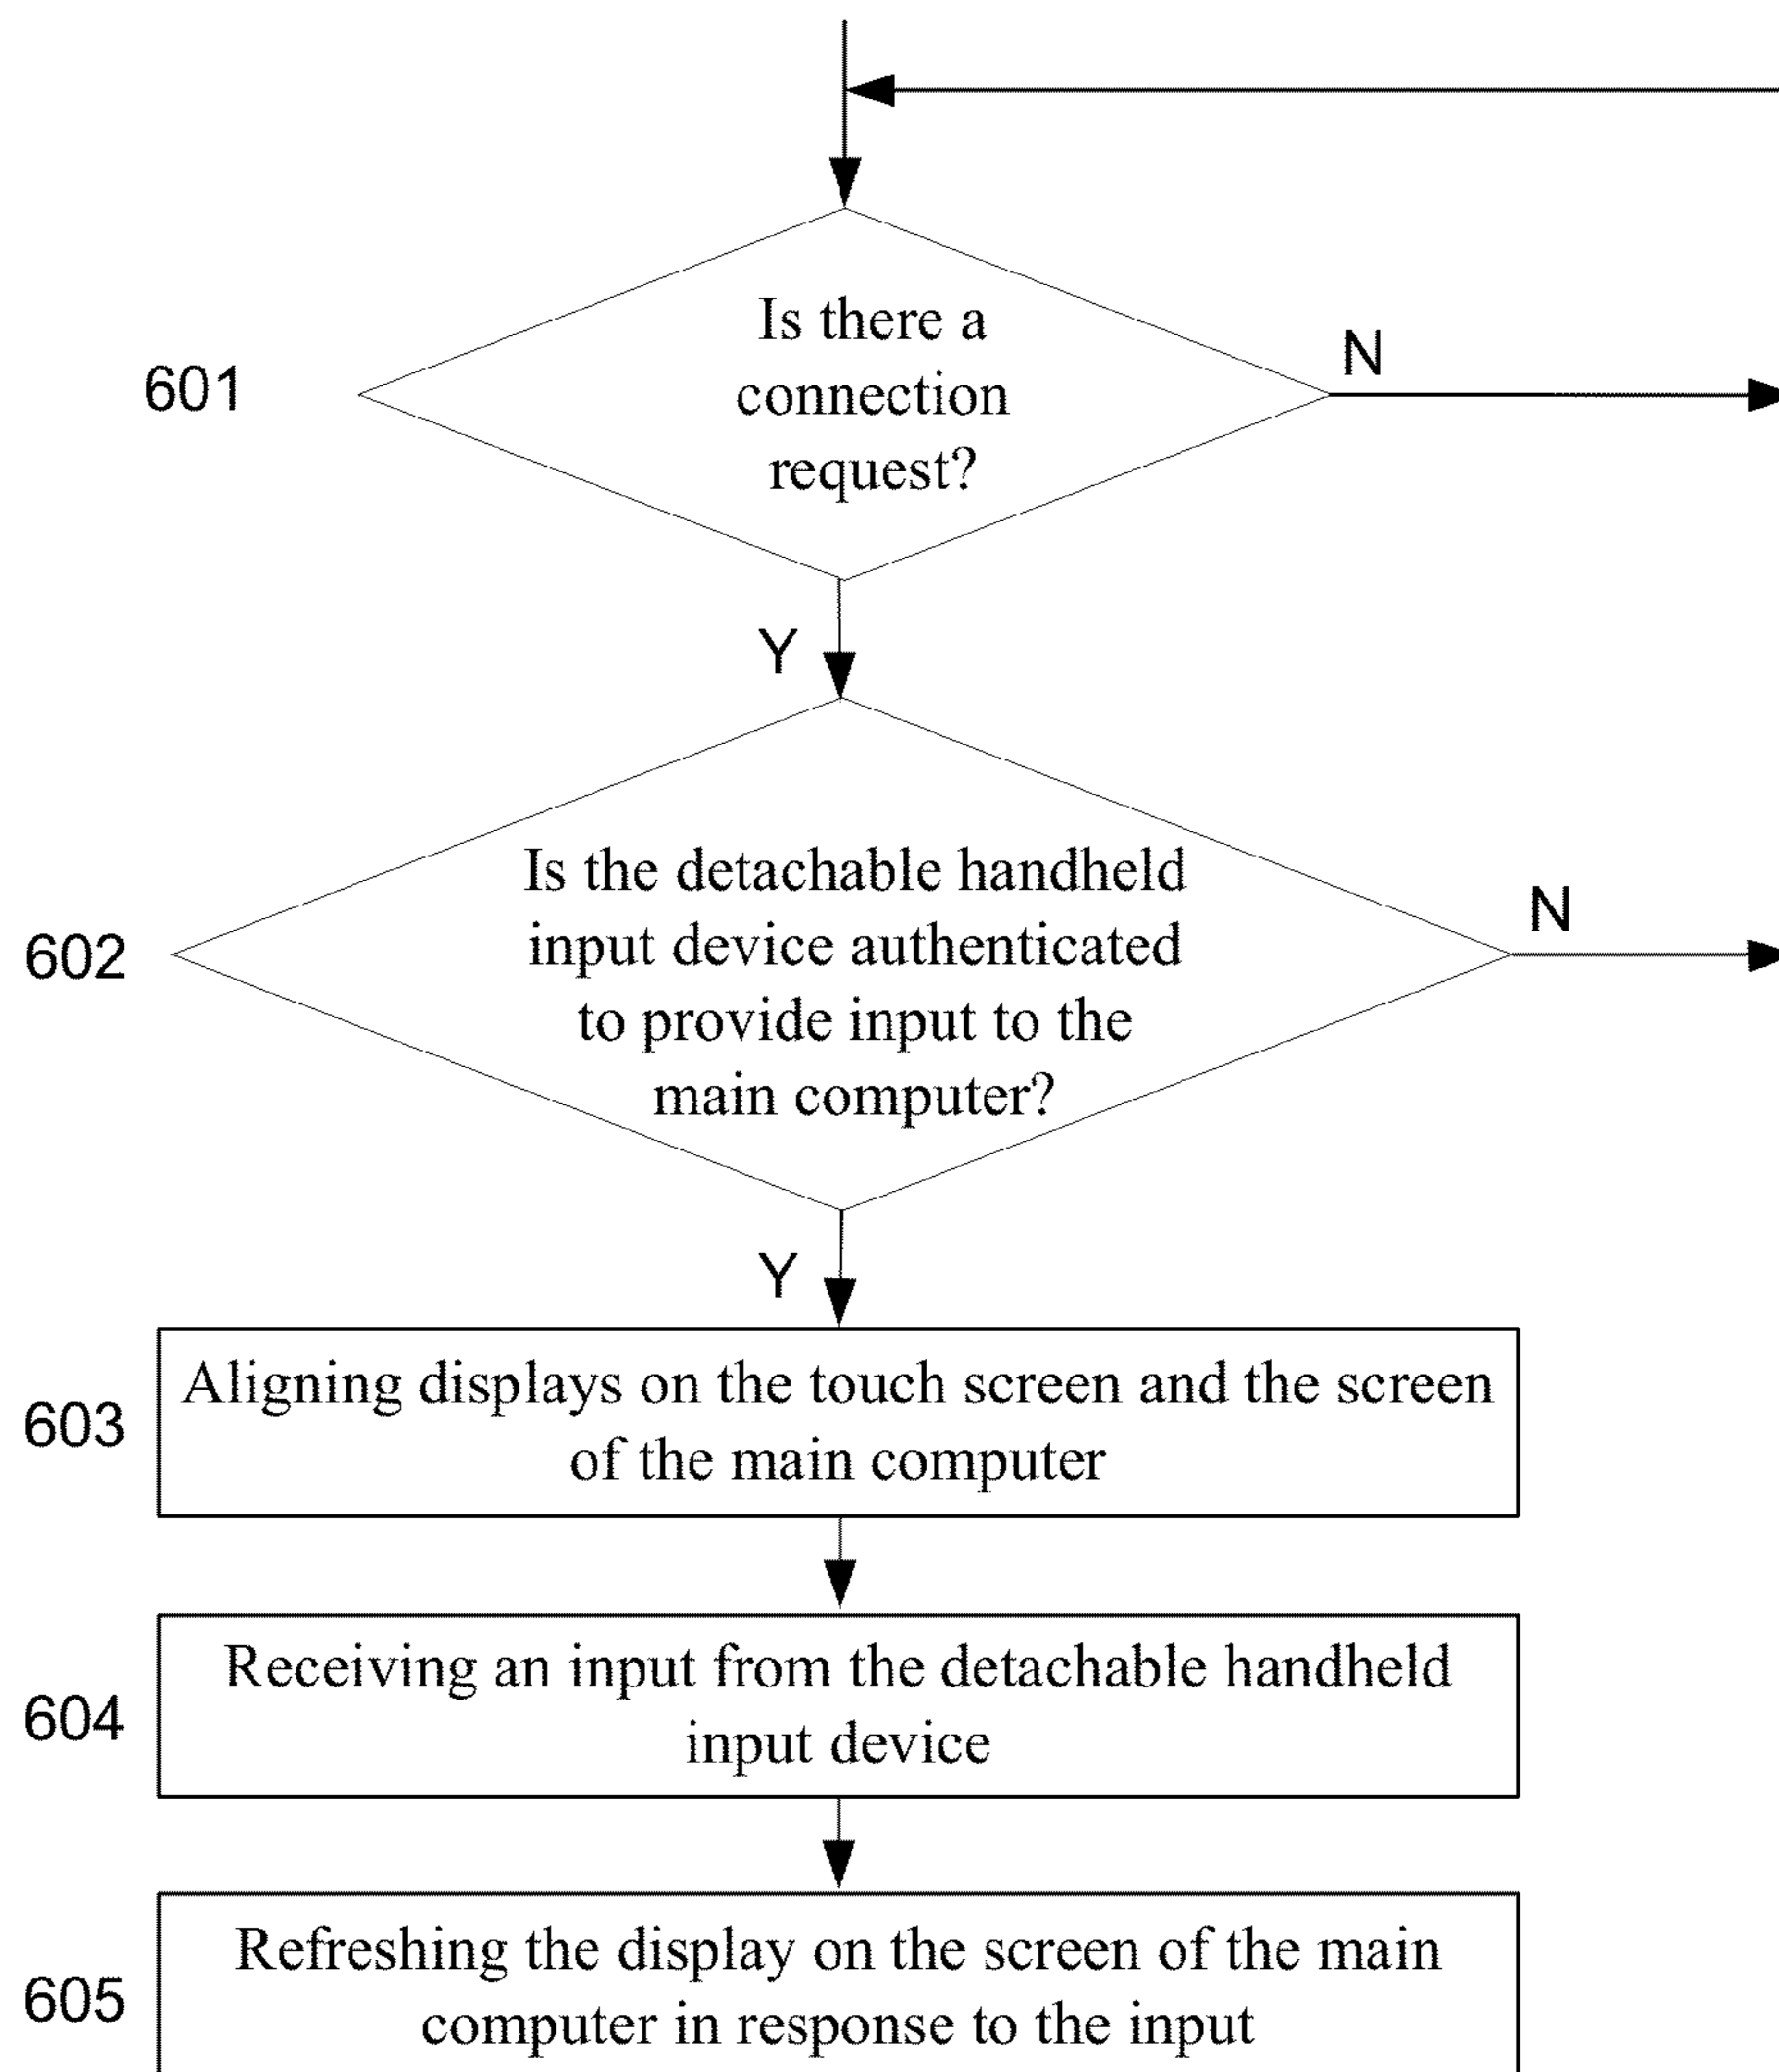 Is there a
connection
request?
601
N
Y
Is the detachable handheld
input device authenticated
to provide input to the
main computer?
602
N
Y
Aligning displays on the touch screen and the screen
of the main computer
603
Receiving an input from the detachable handheld
input device
604
Refreshing the display on the screen of the main
computer in response to the input
605